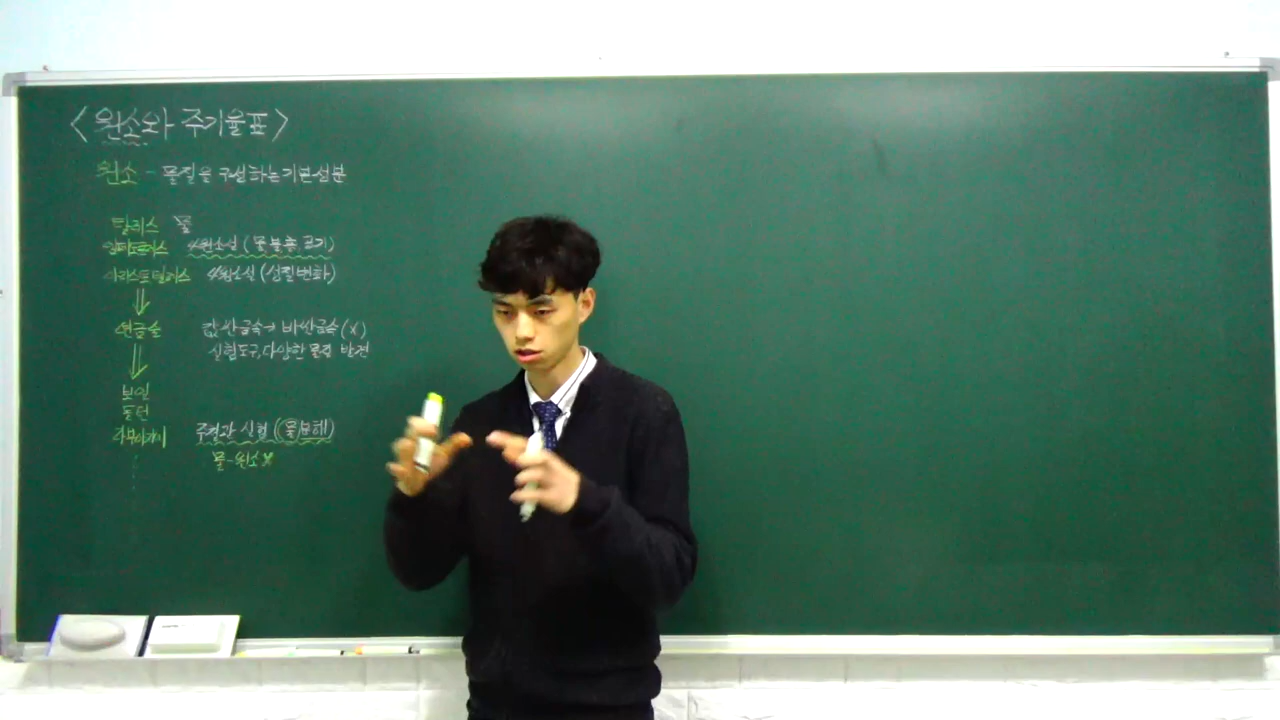 <원소와 주기율표>
원소 - 물질을 구성하는 기본성분
탈레스 물
엠페도클레스 4원소설 (물 불 흙 공기)
아리스토텔레스 4원소설 (성질변화)
연금술 값싼금속→비싼금속(X)
실험도구, 다양한 물질 발견
보일
돌턴
라부아지에 주철관 실험 (물분해)
물-원소X